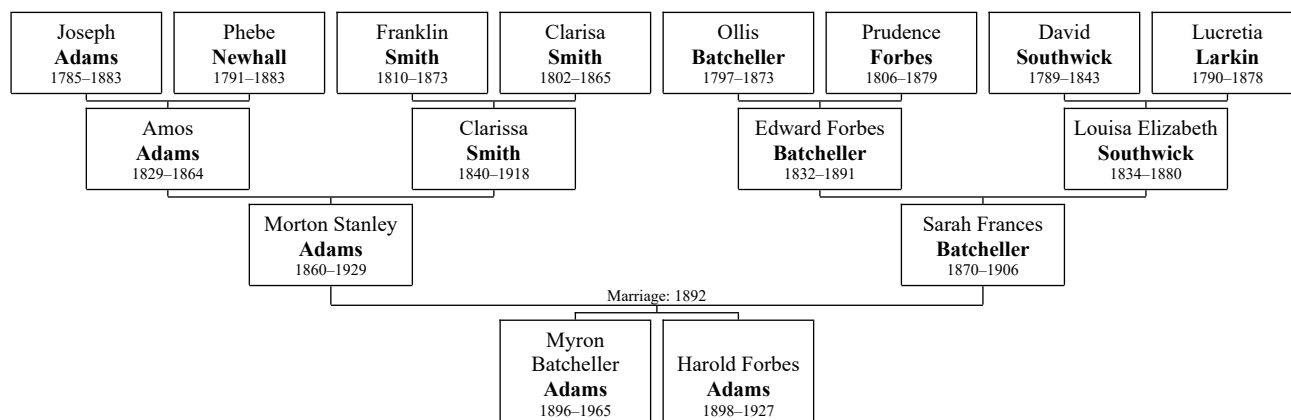 Joseph
Adams
1785–1883
Phebe
Newhall
1791–1883
Franklin
Smith
1810–1873
Clarisa
Smith
1802–1865
Ollis
Batcheller
1797–1873
Prudence
Forbes
1806–1879
David
Southwick
1789–1843
Lucretia
Larkin
1790–1878
Amos
Adams
1829–1864
Clarissa
Smith
1840–1918
Edward Forbes
Batcheller
1832–1891
Louisa Elizabeth
Southwick
1834–1880
Morton Stanley
Adams
1860–1929
Sarah Frances
Batcheller
1870–1906
Marriage: 1892
Myron
Batcheller
Adams
1896–1965
Harold Forbes
Adams
1898–1927